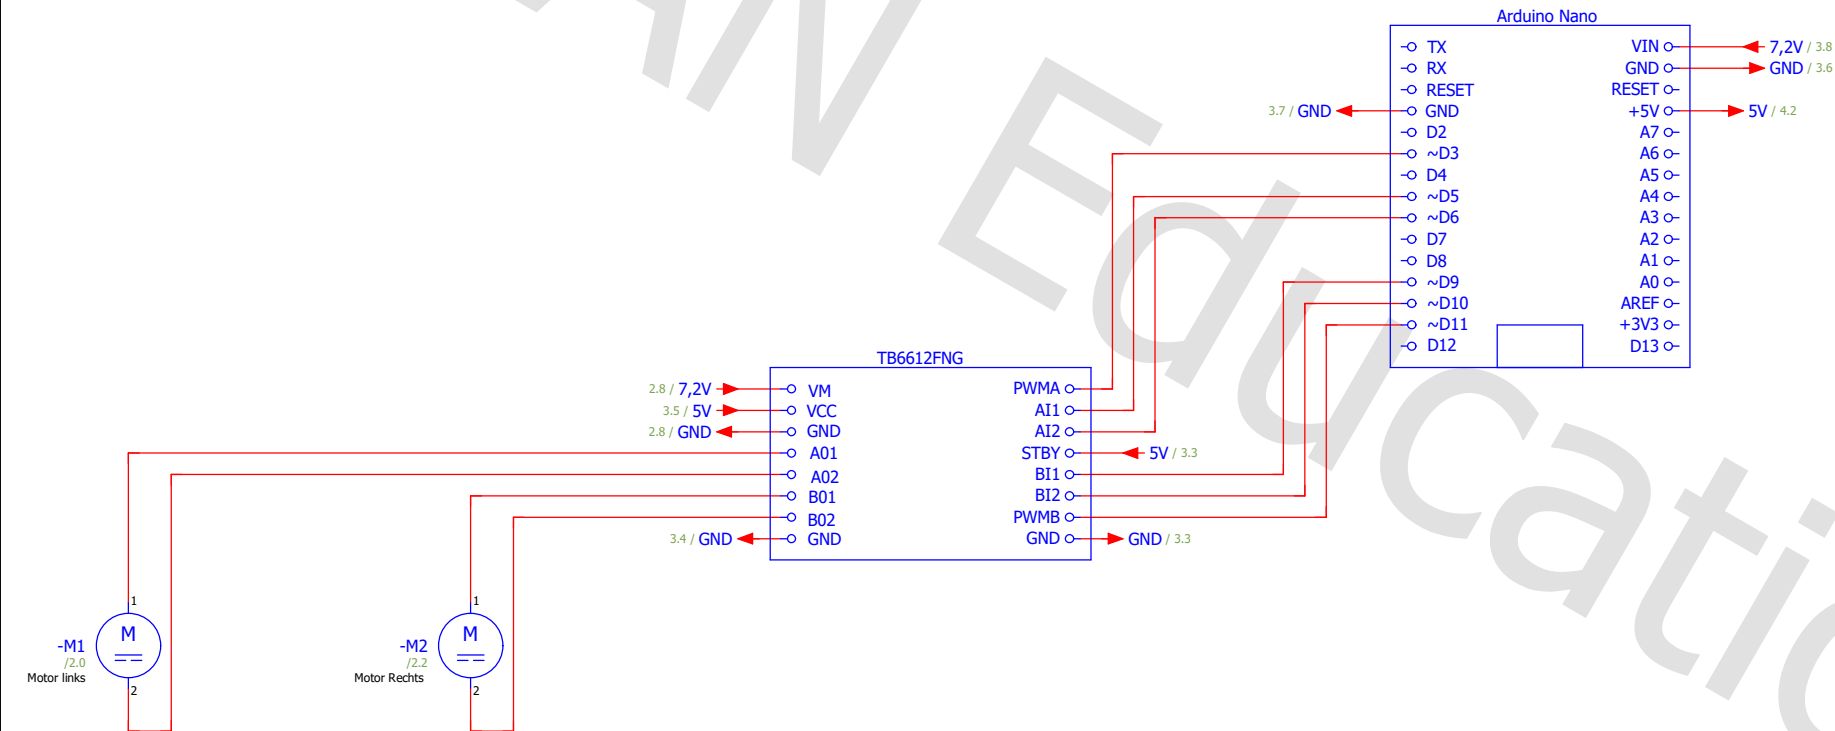 Arduino Nano
TX VIN 7,2V / 3.8
RX GND GND / 3.6
RESET RESET
3.7 / GND GND +5V 5V / 4.2
D2 A7
~D3 A6
D4 A5
~D5 A4
~D6 A3
D7 A2
D8 A1
~D9 A0
~D10 AREF
~D11 +3V3
D12 D13
TB6612FNG
2.8 / 7,2V VM PWMA
3.5 / 5V VCC AI1
2.8 / GND GND AI2
A01 STBY 5V / 3.3
A02 BI1
B01 BI2
B02 PWMB
3.4 / GND GND GND GND / 3.3
1
M
-M1
/2.0
Motor links
2
1
M
-M2
/2.2
Motor Rechts
2
AN Educatio